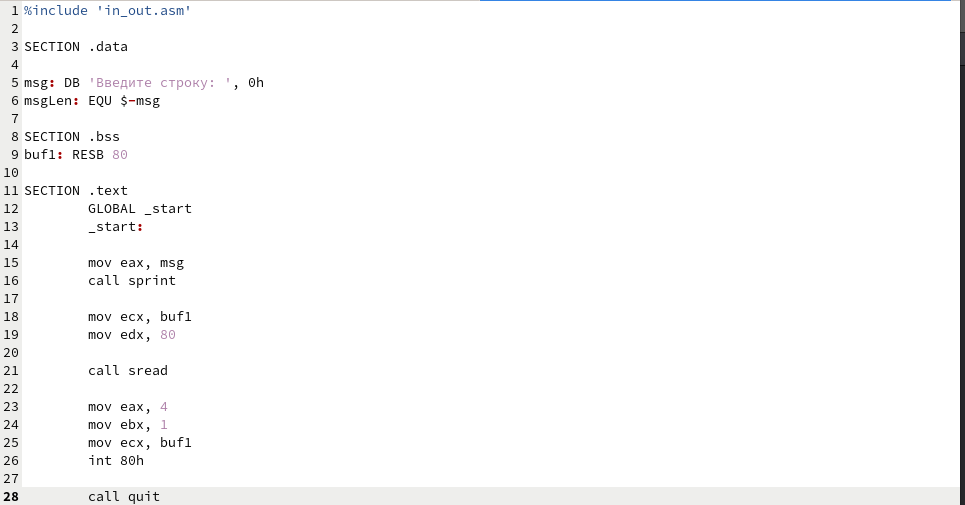 1 %include 'in_out.asm'
2
3 SECTION .data
4
5 msg: DB 'Введите строку: ', 0h
6 msgLen: EQU $-msg
7
8 SECTION .bss
9 buf1: RESB 80
10
11 SECTION .text
12         GLOBAL _start
13         _start:
14
15         mov eax, msg
16         call sprint
17
18         mov ecx, buf1
19         mov edx, 80
20
21         call sread
22
23         mov eax, 4
24         mov ebx, 1
25         mov ecx, buf1
26         int 80h
27
28         call quit